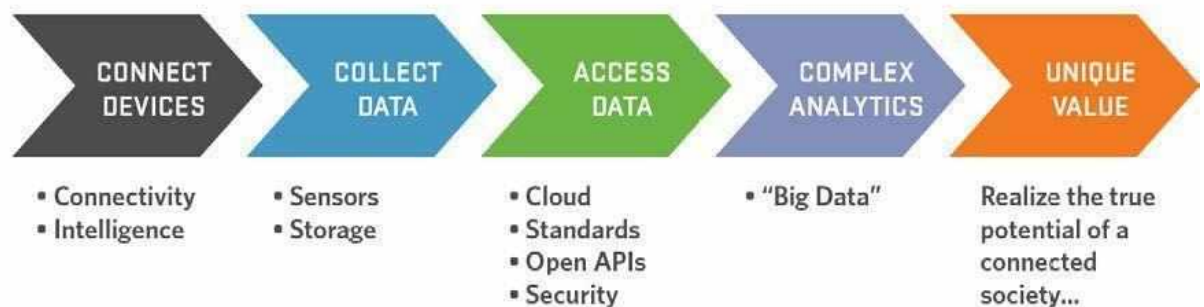 CONNECT
DEVICES
COLLECT
DATA
ACCESS
DATA
COMPLEX
ANALYTICS
UNIQUE
VALUE
▪ Connectivity
▪ Intelligence
▪ Sensors
▪ Storage
▪ Cloud
▪ Standards
▪ Open APIs
▪ Security
▪ “Big Data”
Realize the true
potential of a
connected
society...